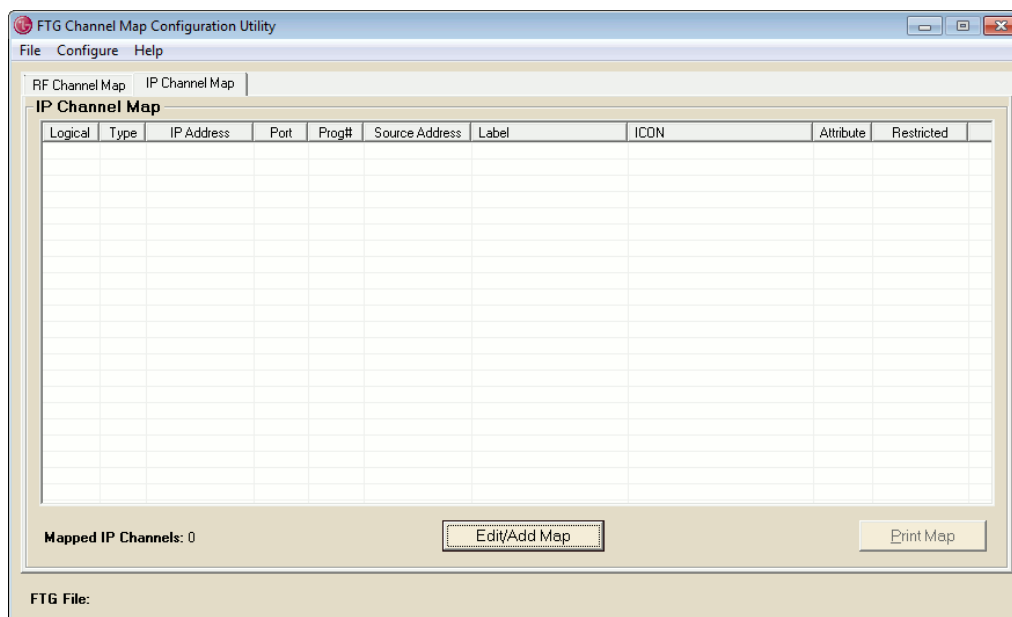 FTG Channel Map Configuration Utility
File Configure Help
RF Channel Map IP Channel Map
IP Channel Map
Logical Type IP Address Port Prog# Source Address Label ICON Attribute Restricted
Mapped IP Channels: 0 Edit/Add Map Print Map
FTG File: